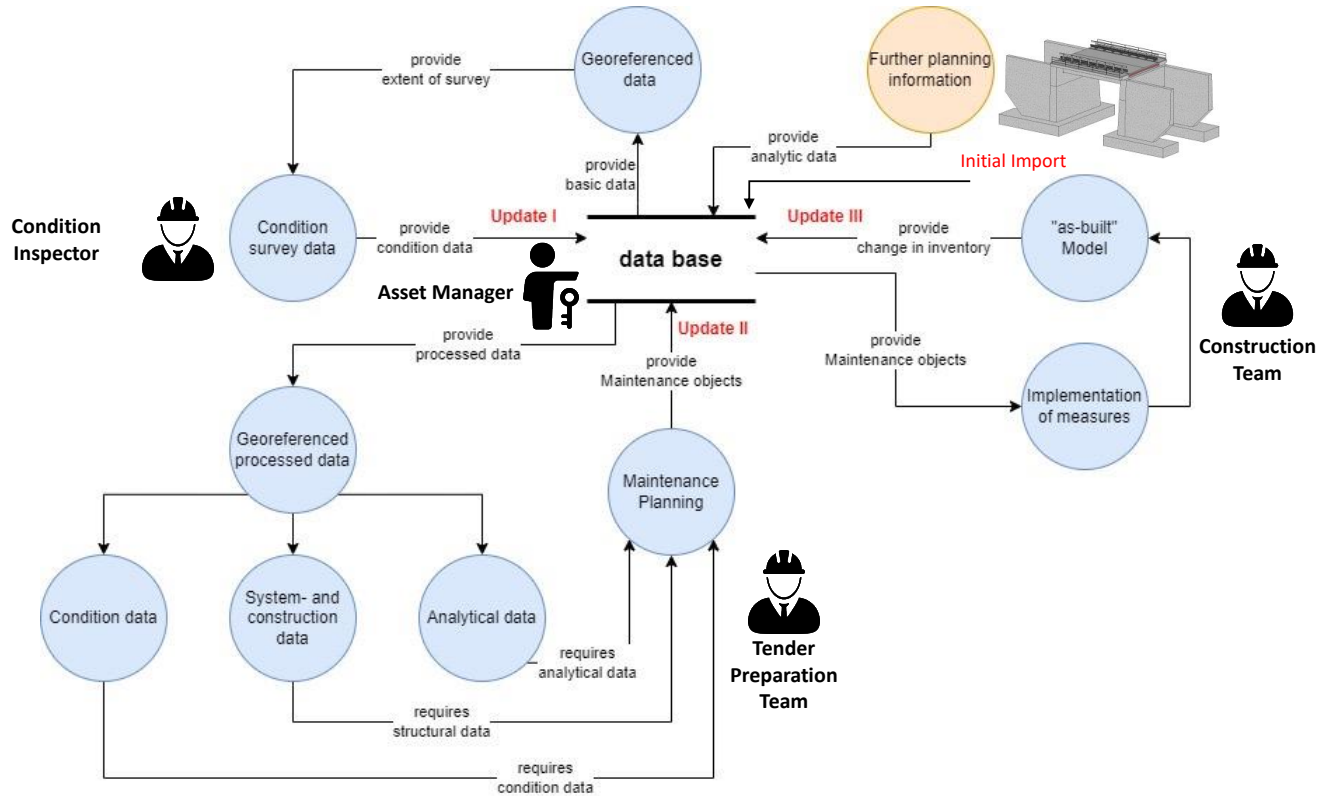 provide
extent of survey
Georeferenced
data
Further planning
information
provide
analytic data
Initial Import
provide
basic data
Condition
Inspector
Condition
survey data
Update I
provide
condition data
data base
Asset Manager
Update III
provide
change in inventory
"as-built"
Model
Update II
provide
processed data
provide
Maintenance objects
provide
Maintenance objects
Construction
Team
Implementation
of measures
Georeferenced
processed data
Maintenance
Planning
Condition data
System- and
construction
data
Analytical data
requires
analytical data
Tender
Preparation
Team
requires
structural data
requires
condition data